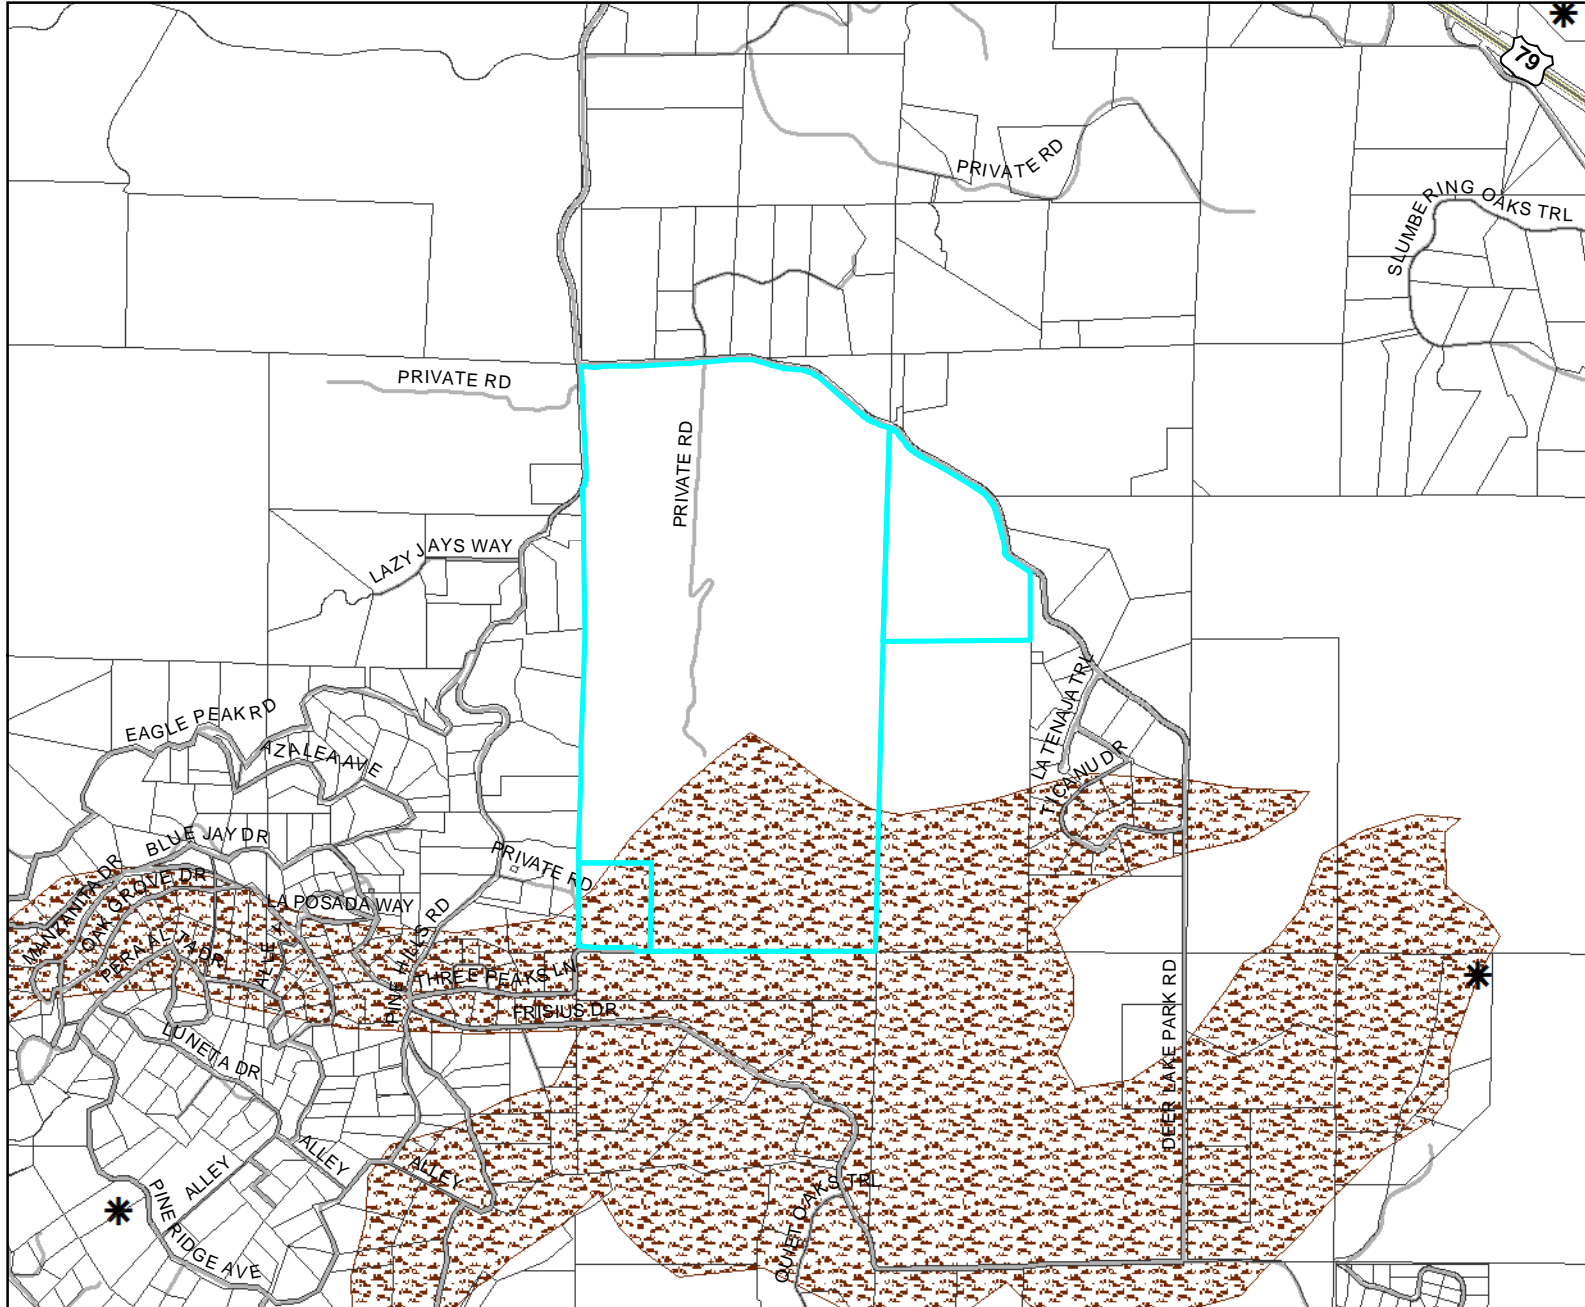 79
PRIVATE RD
SLUMBERING OAKS TRL
PRIVATE RD
PRIVATE RD
LAZY JAYS WAY
EAGLE PEAK RD
AZALEA AVE
LA TENAJA TRL
TICANU DR
BLUE JAY DR
PRIVATE RD
MANZANITA DR
OAK GROVE DR
LA POSADA WAY
PERAALTA DR
ALLEY
PINE HILLS RD
THREE PEAKS LN
FRISIUS DR
LUNETA DR
DEER LAKE PARK RD
ALLEY
ALLEY
ALLEY
QUIET OAKS TRL
PINE RIDGE AVE